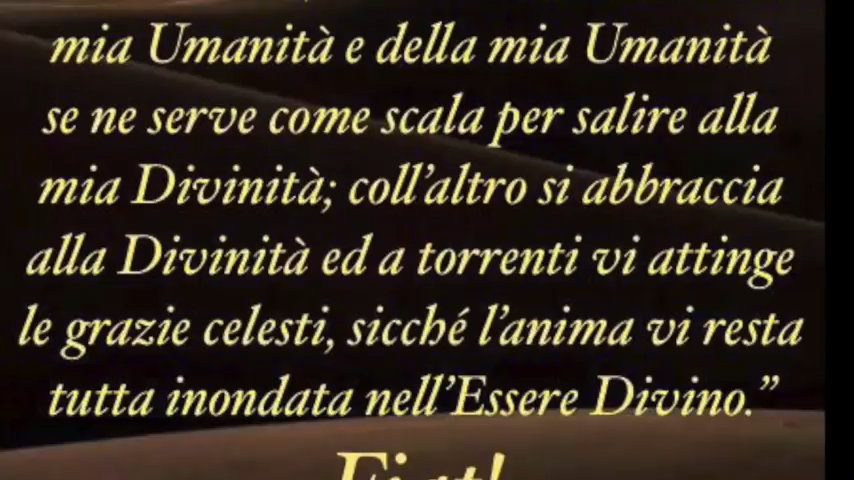 mia Umanità e della mia Umanità
se ne serve come scala per salire alla
mia Divinità; coll’altro si abbraccia
alla Divinità ed a torrenti vi attinge
le grazie celesti, sicché l’anima vi resta
tutta inondata nell’Essere Divino.”
Fiat!